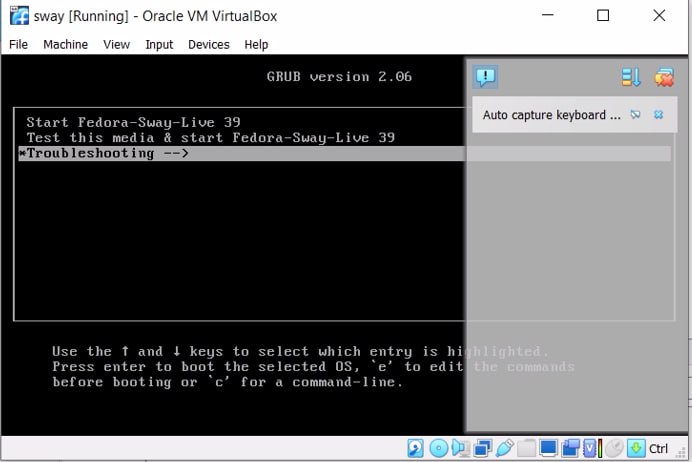 sway [Running] - Oracle VM VirtualBox
File Machine View Input Devices Help
GRUB version 2.06
Auto capture keyboard ...
Start Fedora-Sway-Live 39
Test this media & start Fedora-Sway-Live 39
*Troubleshooting -->
Use the ↑ and ↓ keys to select which entry is highlighted.
Press enter to boot the selected OS, `e' to edit the commands
before booting or `c' for a command-line.
Ctrl